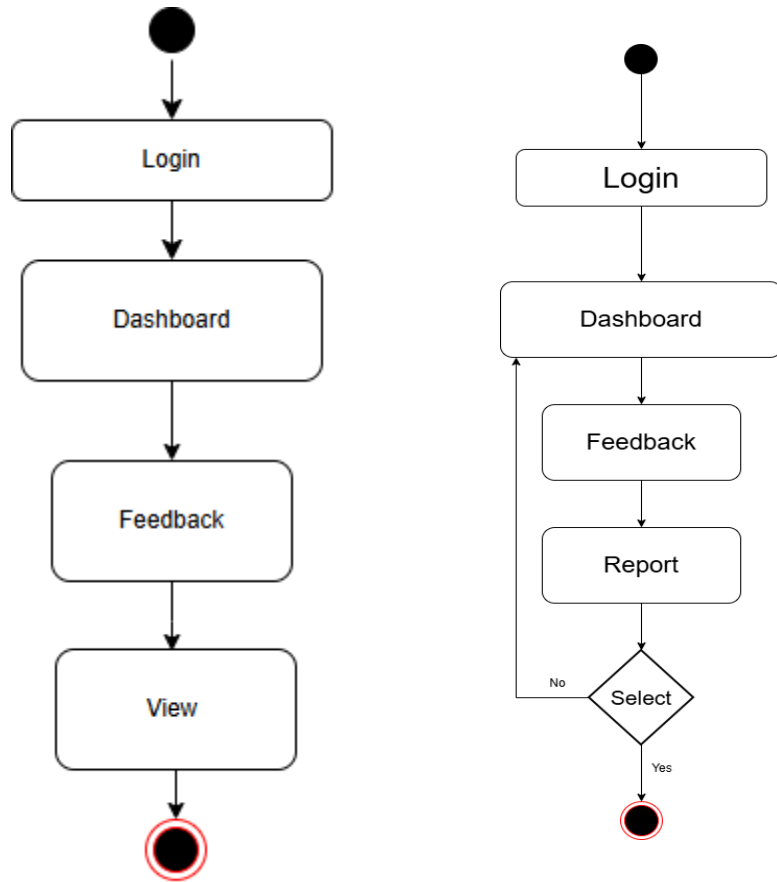 Login
Dashboard
Feedback
View
Login
Dashboard
Feedback
Report
Select
No
Yes